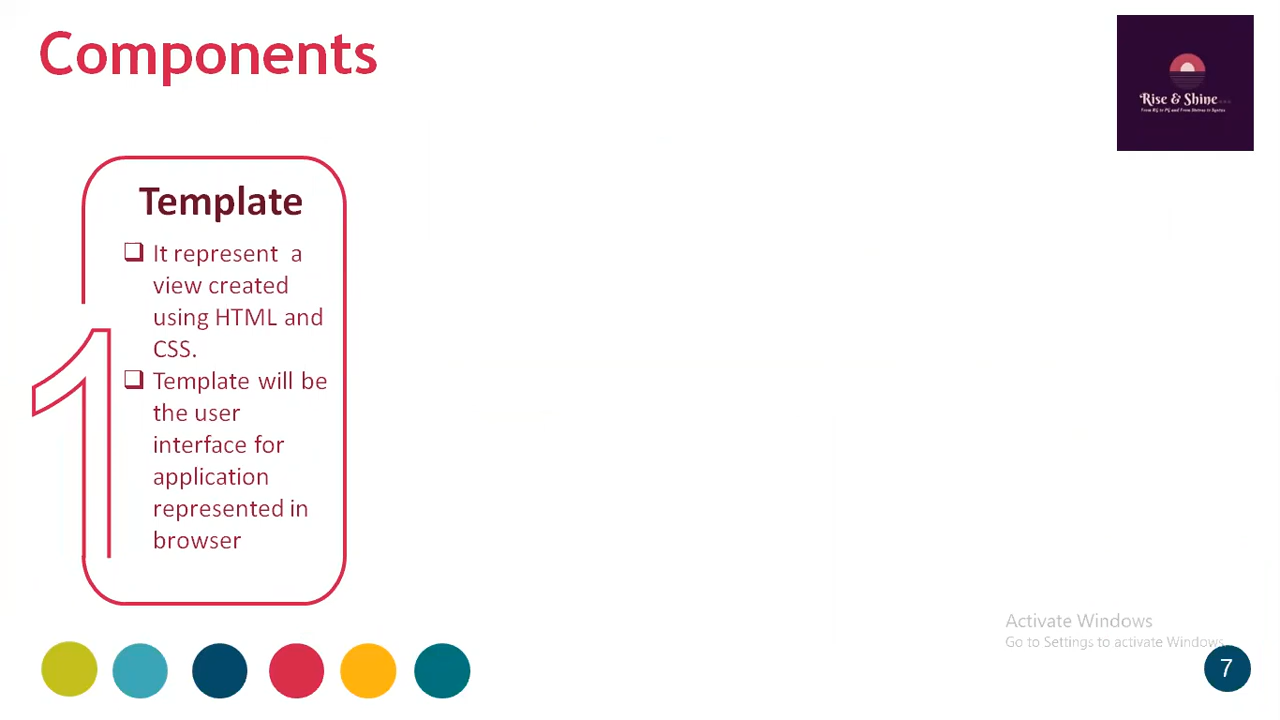 Components
Rise & Shine
Template
It represent a
view created
using HTML and
CSS.
Template will be
the user
interface for
application
represented in
browser
1
Activate Windows
Go to Settings to activate Windows.
7